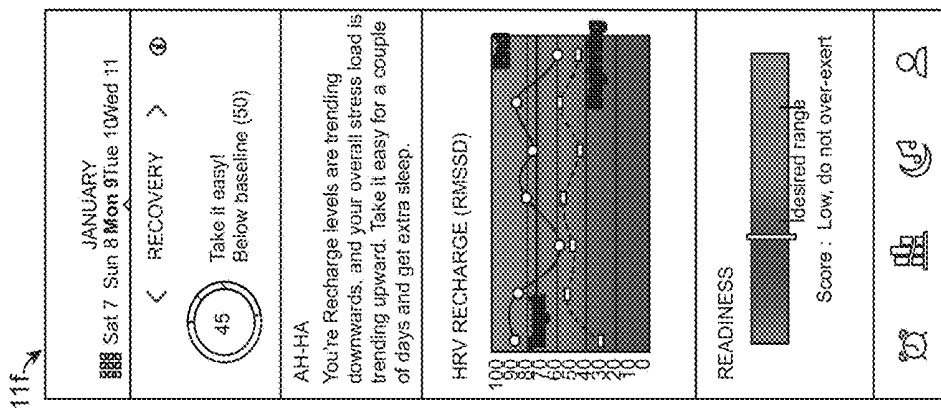 11f
JANUARY
Sat 7 Sun 8 Mon 9 Tue 10 Wed 11
< RECOVERY >
45
Take it easy!
Below baseline (50)
AH-HA
You're Recharge levels are trending
downwards, and your overall stress load is
trending upward. Take it easy for a couple
of days and get extra sleep.
HRV RECHARGE (RMSSD)
100
90
80
70
60
50
40
30
20
10
0
READINESS
Idesired range
Score : Low, do not over-exert